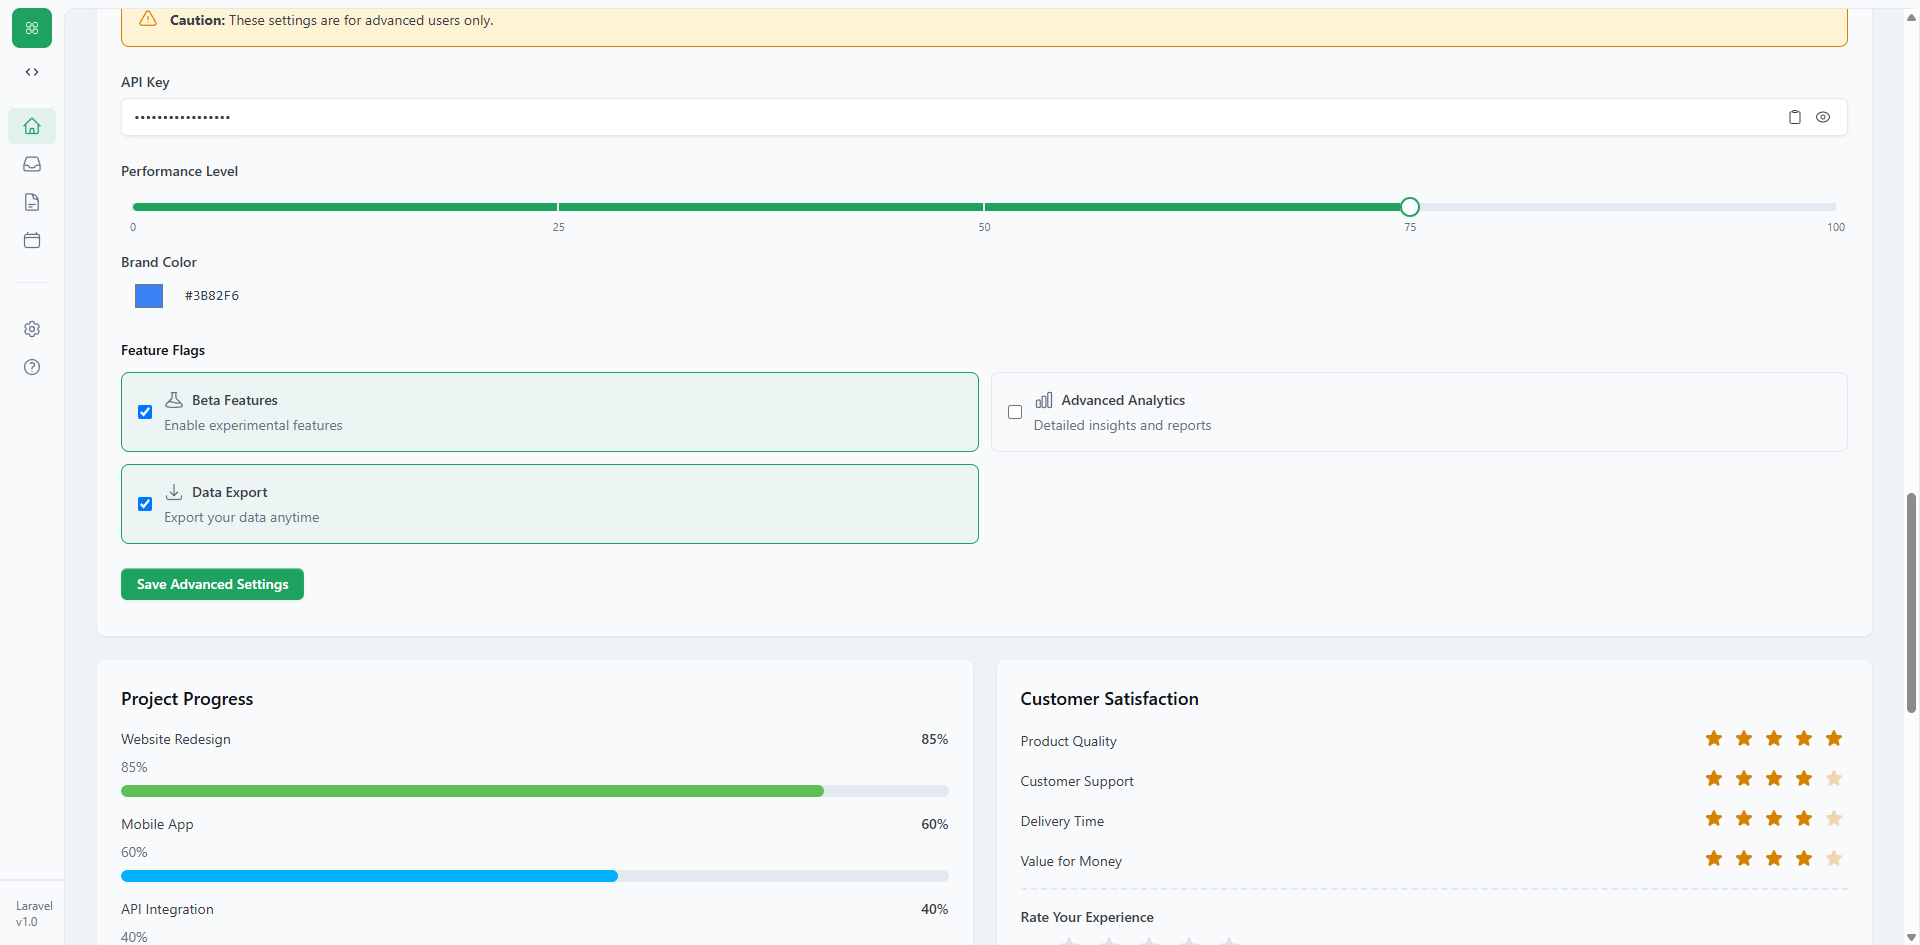 Caution: These settings are for advanced users only.
API Key
•••••••••••••••••
Performance Level
0 25 50 75 100
Brand Color
#3B82F6
Feature Flags
Beta Features
Enable experimental features
Advanced Analytics
Detailed insights and reports
Data Export
Export your data anytime
Save Advanced Settings
Project Progress
Website Redesign 85%
85%
Mobile App 60%
60%
API Integration 40%
40%
Customer Satisfaction
Product Quality
Customer Support
Delivery Time
Value for Money
Rate Your Experience
Laravel
v1.0